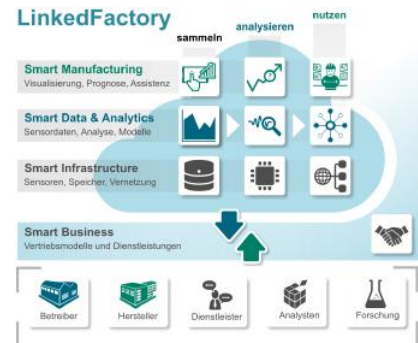 LinkedFactory
sammeln
analysieren
nutzen
Smart Manufacturing
Visualisierung, Prognose, Assistenz
Smart Data & Analytics
Sensordaten, Analyse, Modelle
Smart Infrastructure
Sensoren, Speicher, Vernetzung
Smart Business
Vertriebsmodelle und Dienstleistungen
Betreiber
Hersteller
Dienstleister
Analysten
Forschung